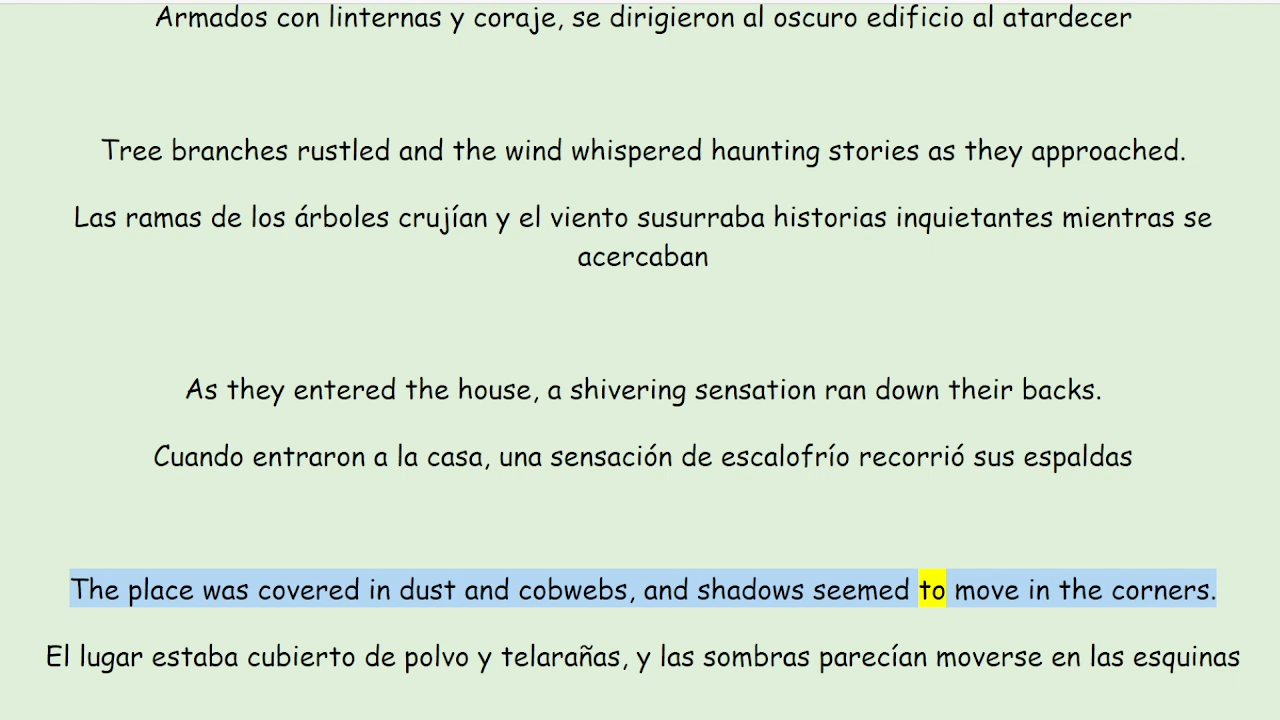 Armados con linternas y coraje, se dirigieron al oscuro edificio al atardecer
Tree branches rustled and the wind whispered haunting stories as they approached.
Las ramas de los árboles crujían y el viento susurraba historias inquietantes mientras se
acercaban
As they entered the house, a shivering sensation ran down their backs.
Cuando entraron a la casa, una sensación de escalofrío recorrió sus espaldas
The place was covered in dust and cobwebs, and shadows seemed to move in the corners.
El lugar estaba cubierto de polvo y telarañas, y las sombras parecían moverse en las esquinas